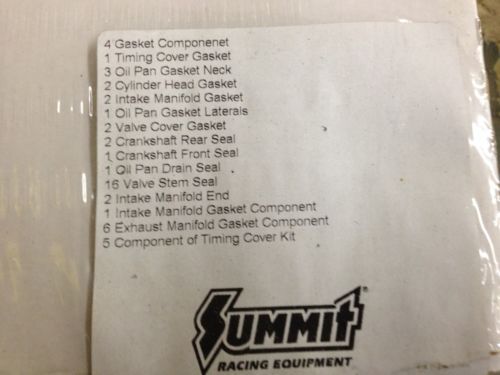 4 Gasket Componenet
1 Timing Cover Gasket
3 Oil Pan Gasket Neck
2 Cylinder Head Gasket
2 Intake Manifold Gasket
1 Oil Pan Gasket Laterals
2 Valve Cover Gasket
2 Crankshaft Rear Seal
1 Crankshaft Front Seal
1 Oil Pan Drain Seal
16 Valve Stem Seal
2 Intake Manifold End
1 Intake Manifold Gasket Component
6 Exhaust Manifold Gasket Component
5 Component of Timing Cover Kit
SUMMIT®
RACING EQUIPMENT